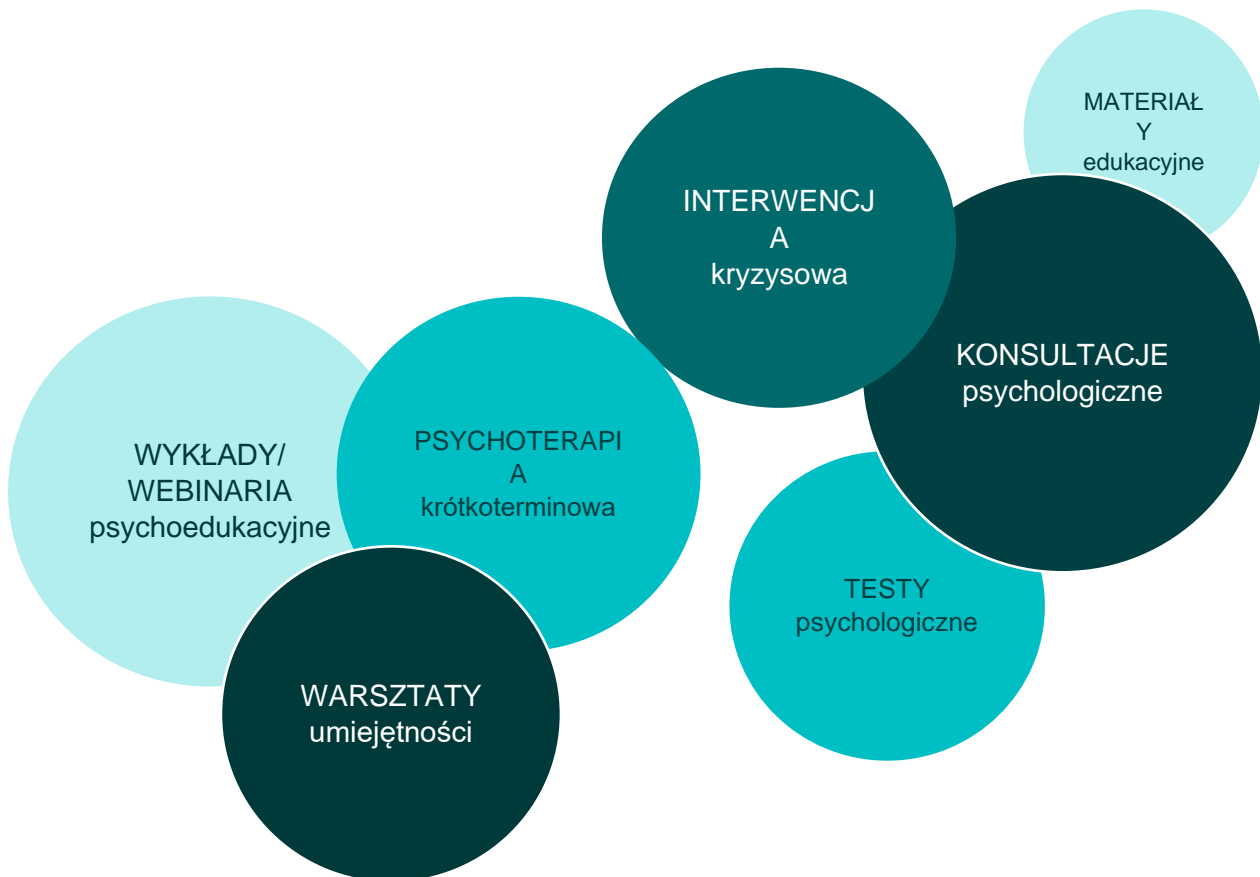 MATERIAŁ
Y
edukacyjne
INTERWENCJ
A
kryzysowa
KONSULTACJE
psychologiczne
WYKŁADY/
WEBINARIA
psychoedukacyjne
PSYCHOTERAPI
A
krótkoterminowa
TESTY
psychologiczne
WARSZTATY
umiejętności